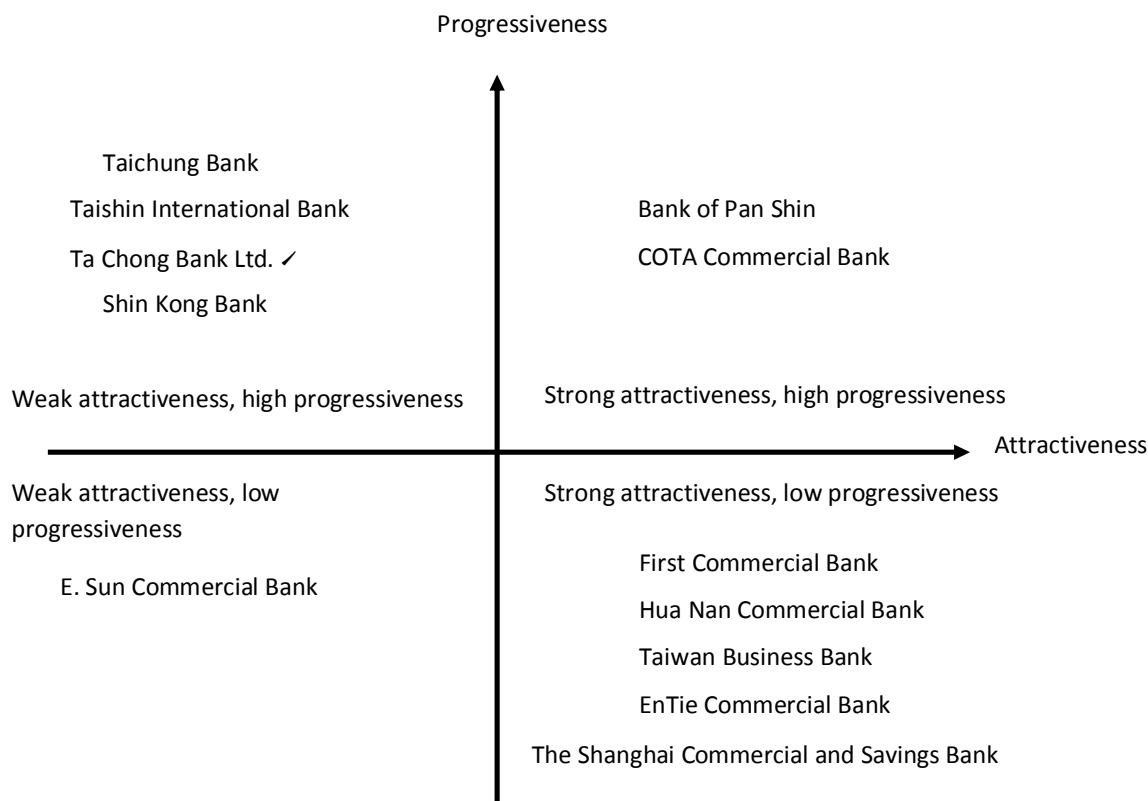 Progressiveness
Taichung Bank
Taishin International Bank
Ta Chong Bank Ltd. ✓
Shin Kong Bank
Bank of Pan Shin
COTA Commercial Bank
Weak attractiveness, high progressiveness
Strong attractiveness, high progressiveness
Attractiveness
Weak attractiveness, low
progressiveness
E. Sun Commercial Bank
Strong attractiveness, low progressiveness
First Commercial Bank
Hua Nan Commercial Bank
Taiwan Business Bank
EnTie Commercial Bank
The Shanghai Commercial and Savings Bank